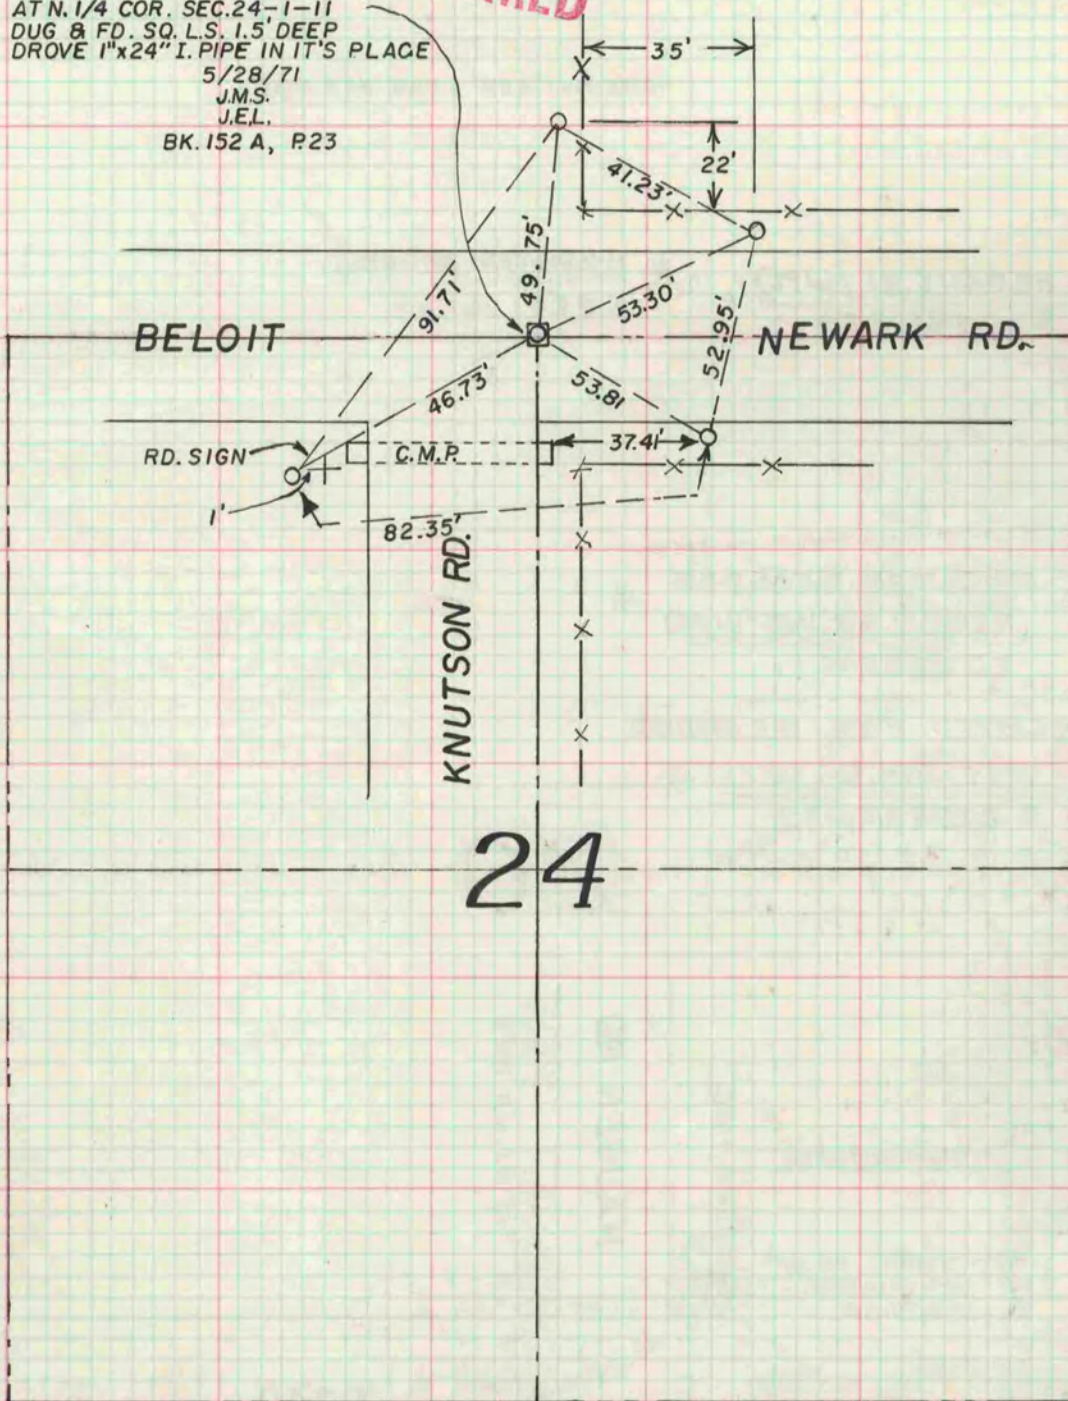 AT N. 1/4 COR. SEC. 24-1-11
DUG & FD. SQ. L.S. 1.5' DEEP
DROVE 1"x24" I. PIPE IN IT'S PLACE
5/28/71
J.M.S.
J.E.L.
BK. 152 A, P.23
35'
22'
41.23'
49.75'
91.71'
53.30'
52.95'
BELOIT NEWARK RD.
46.73'
53.81
RD. SIGN
C.M.P.
37.41'
1'
82.35'
KNUTSON RD.
24